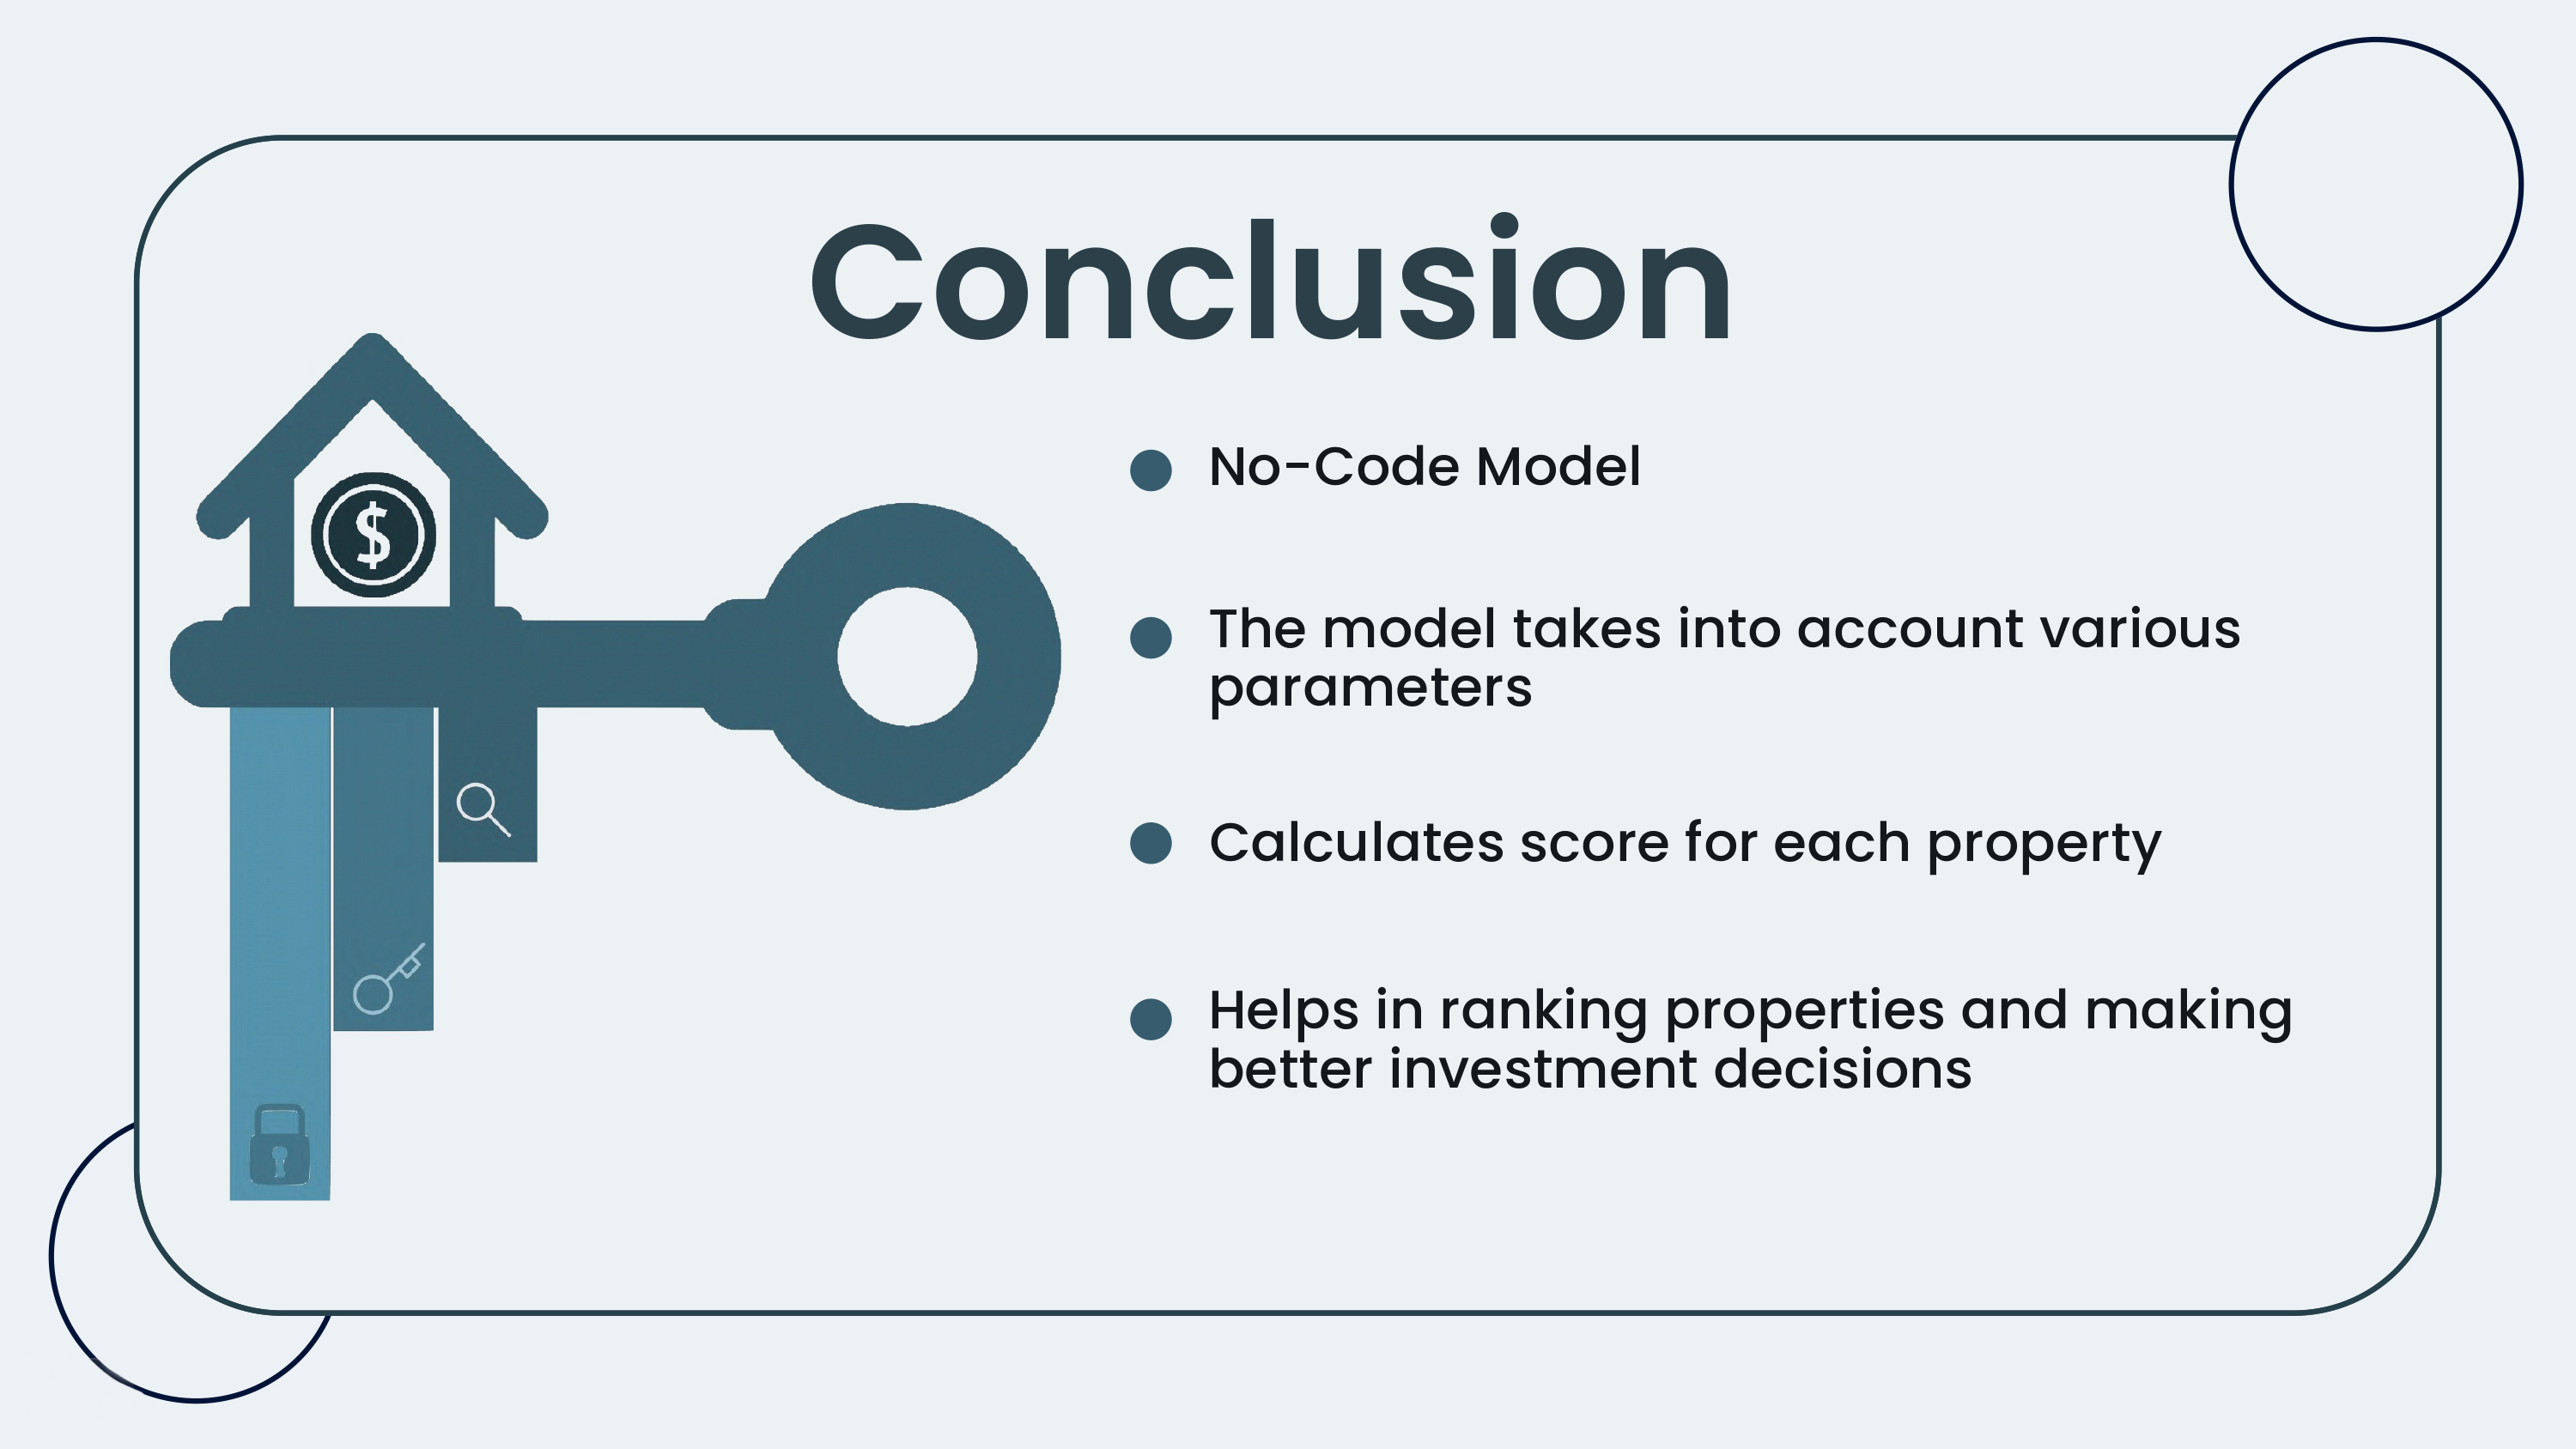 Conclusion
$
No-Code Model
The model takes into account various
parameters
Calculates score for each property
Helps in ranking properties and making
better investment decisions